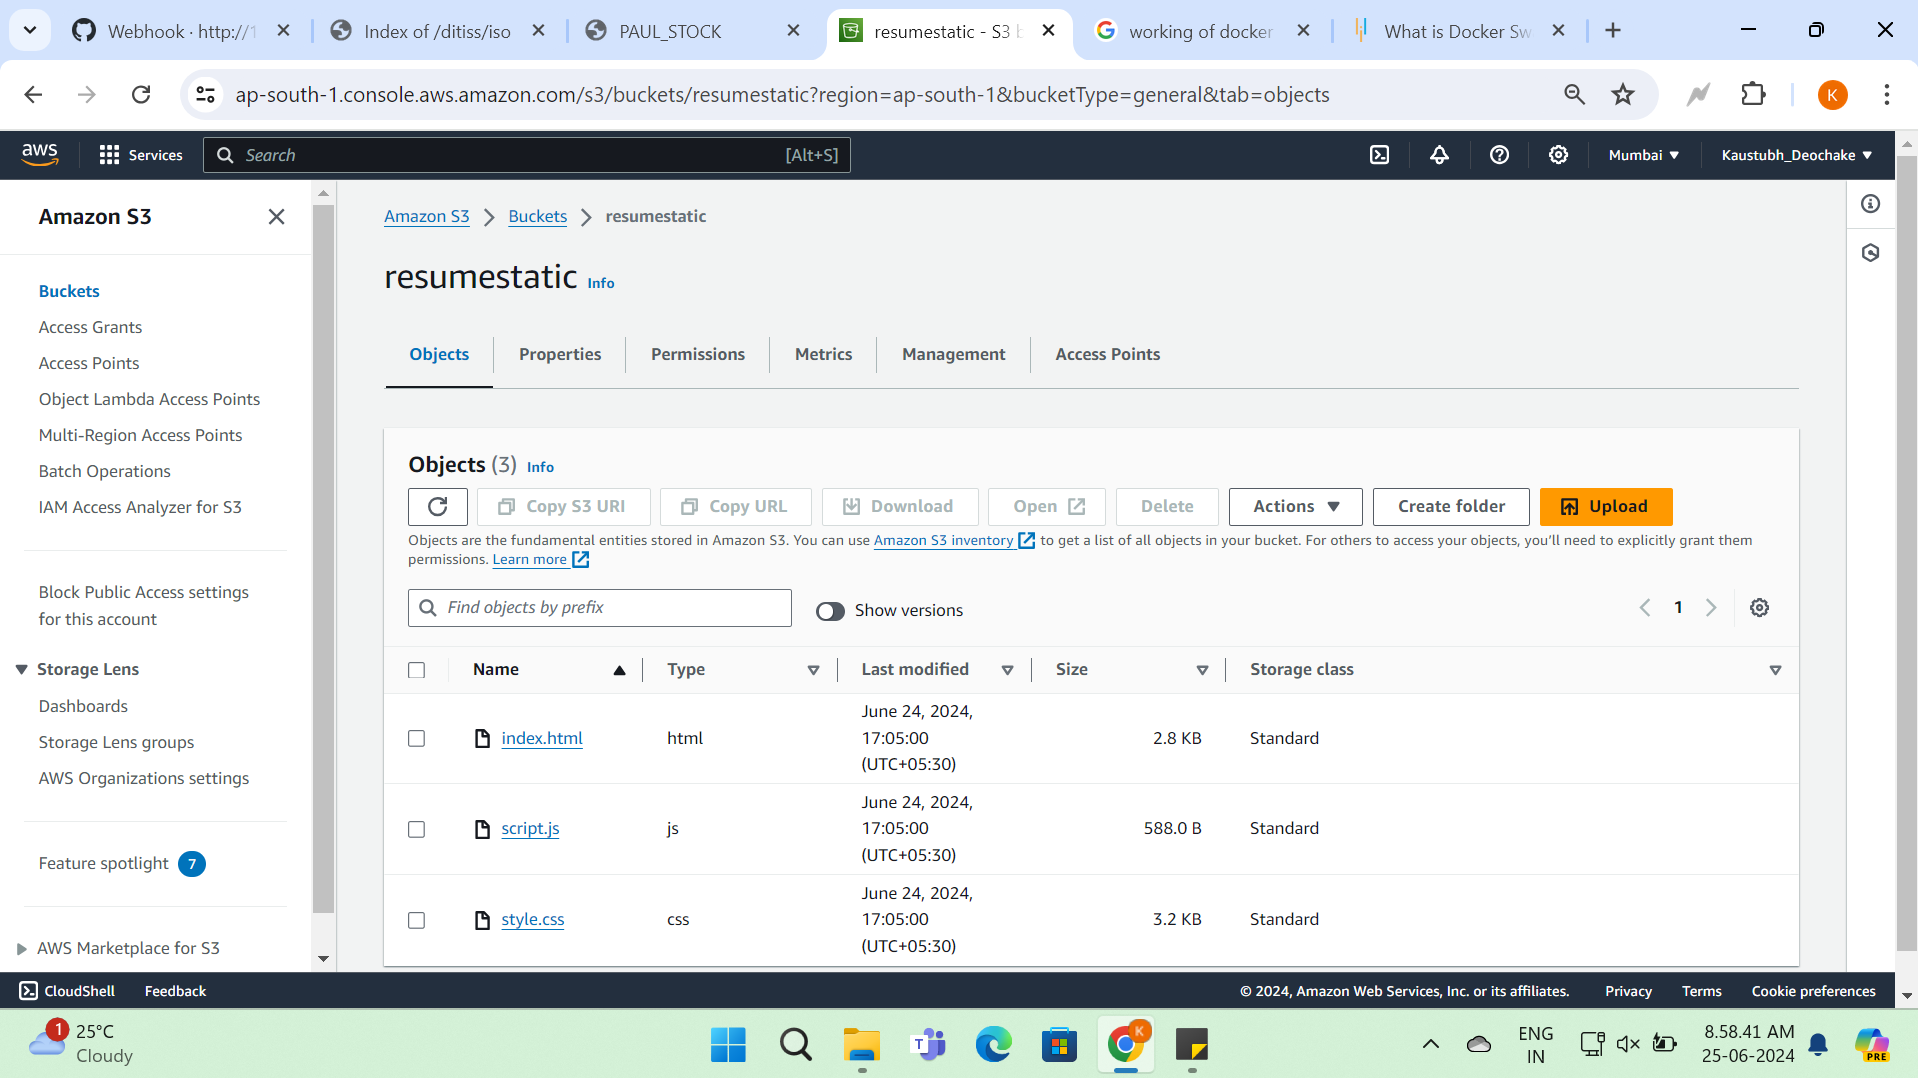 Webhook · http://1
Index of /ditiss/iso
PAUL_STOCK
resumestatic - S3 b
working of docker
What is Docker Sw
ap-south-1.console.aws.amazon.com/s3/buckets/resumestatic?region=ap-south-1&bucketType=general&tab=objects
K
aws
Services
Search
[Alt+S]
Mumbai
Kaustubh_Deochake
Amazon S3
Buckets
Access Grants
Access Points
Object Lambda Access Points
Multi-Region Access Points
Batch Operations
IAM Access Analyzer for S3
Block Public Access settings
for this account
Storage Lens
Dashboards
Storage Lens groups
AWS Organizations settings
Feature spotlight 7
AWS Marketplace for S3
Amazon S3 > Buckets > resumestatic
resumestatic Info
Objects
Properties
Permissions
Metrics
Management
Access Points
Objects (3) Info
Copy S3 URI
Copy URL
Download
Open
Delete
Actions
Create folder
Upload
Objects are the fundamental entities stored in Amazon S3. You can use Amazon S3 inventory to get a list of all objects in your bucket. For others to access your objects, you'll need to explicitly grant them
permissions. Learn more
Find objects by prefix
Show versions
1
Name
Type
Last modified
Size
Storage class
index.html
html
June 24, 2024,
17:05:00
(UTC+05:30)
2.8 KB
Standard
script.js
js
June 24, 2024,
17:05:00
(UTC+05:30)
588.0 B
Standard
style.css
css
June 24, 2024,
17:05:00
(UTC+05:30)
3.2 KB
Standard
CloudShell
Feedback
© 2024, Amazon Web Services, Inc. or its affiliates.
Privacy
Terms
Cookie preferences
1
25°C
Cloudy
T
K
ENG
IN
8.58.41 AM
25-06-2024
PRE